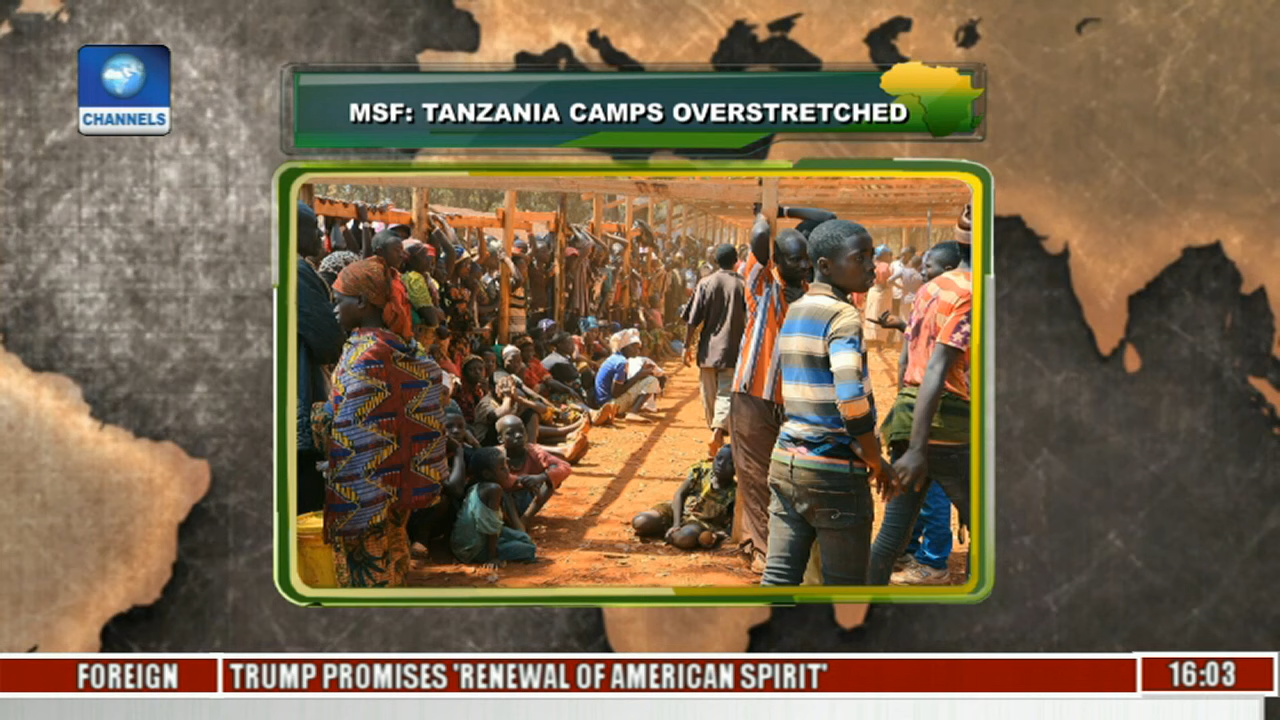 CHANNELS
MSF: TANZANIA CAMPS OVERSTRETCHED
FOREIGN
TRUMP PROMISES 'RENEWAL OF AMERICAN SPIRIT'
16:03